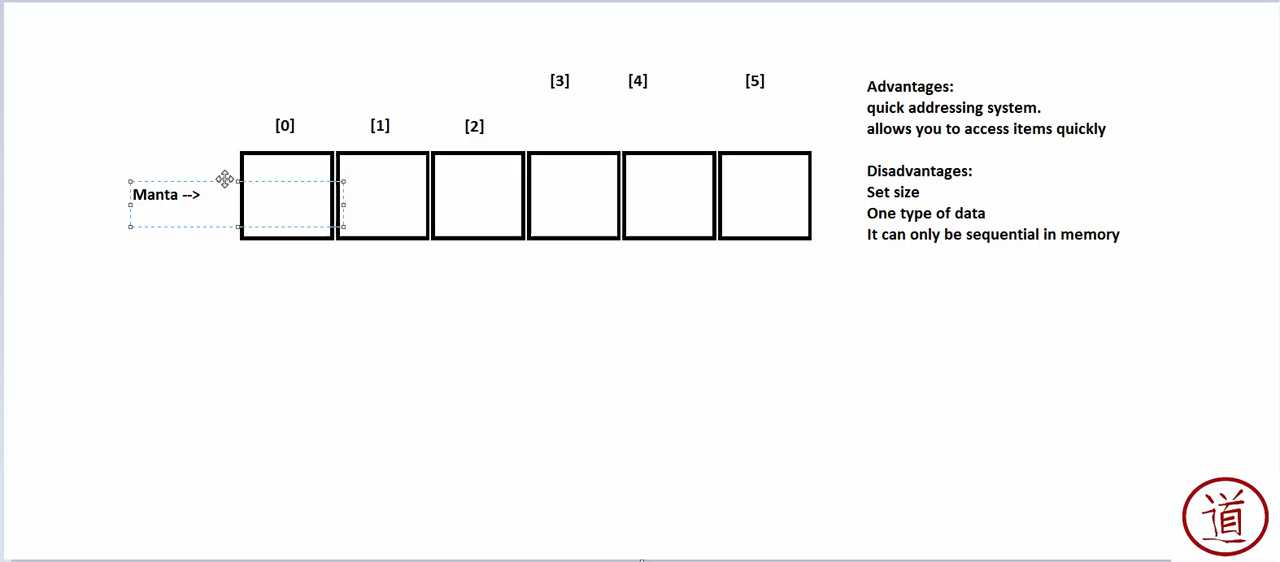 [3] [4] [5]
[0] [1] [2]
Manta -->
Advantages:
quick addressing system.
allows you to access items quickly
Disadvantages:
Set size
One type of data
It can only be sequential in memory
道